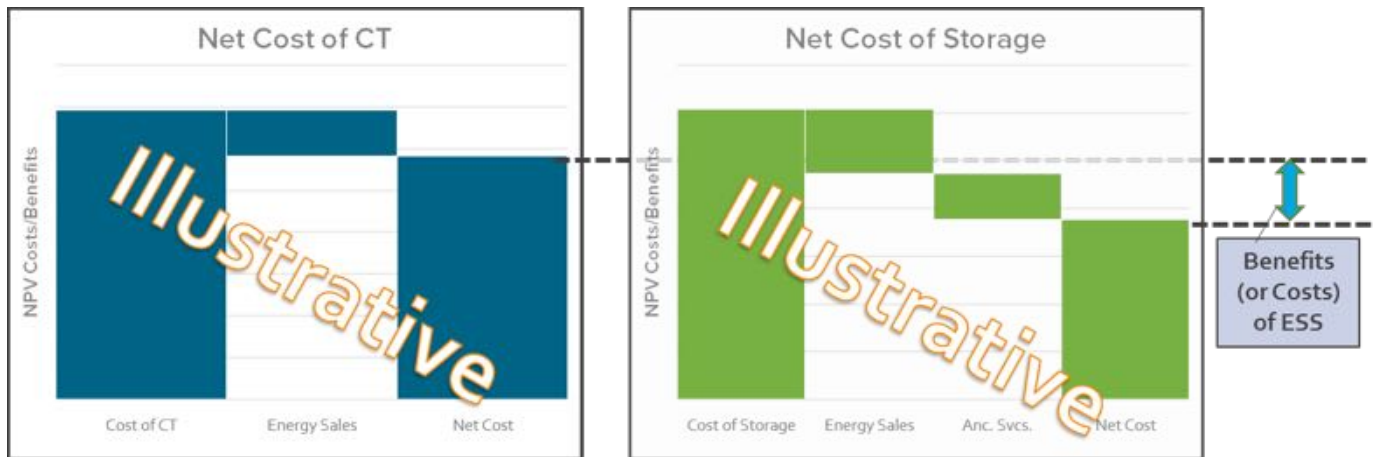 Net Cost of CT
NPV Costs/Benefits
Illustrative
Cost of CT
Energy Sales
Net Cost
Net Cost of Storage
NPV Costs/Benefits
Illustrative
Cost of Storage
Energy Sales
Anc. Svcs.
Net Cost
Benefits
(or Costs)
of ESS